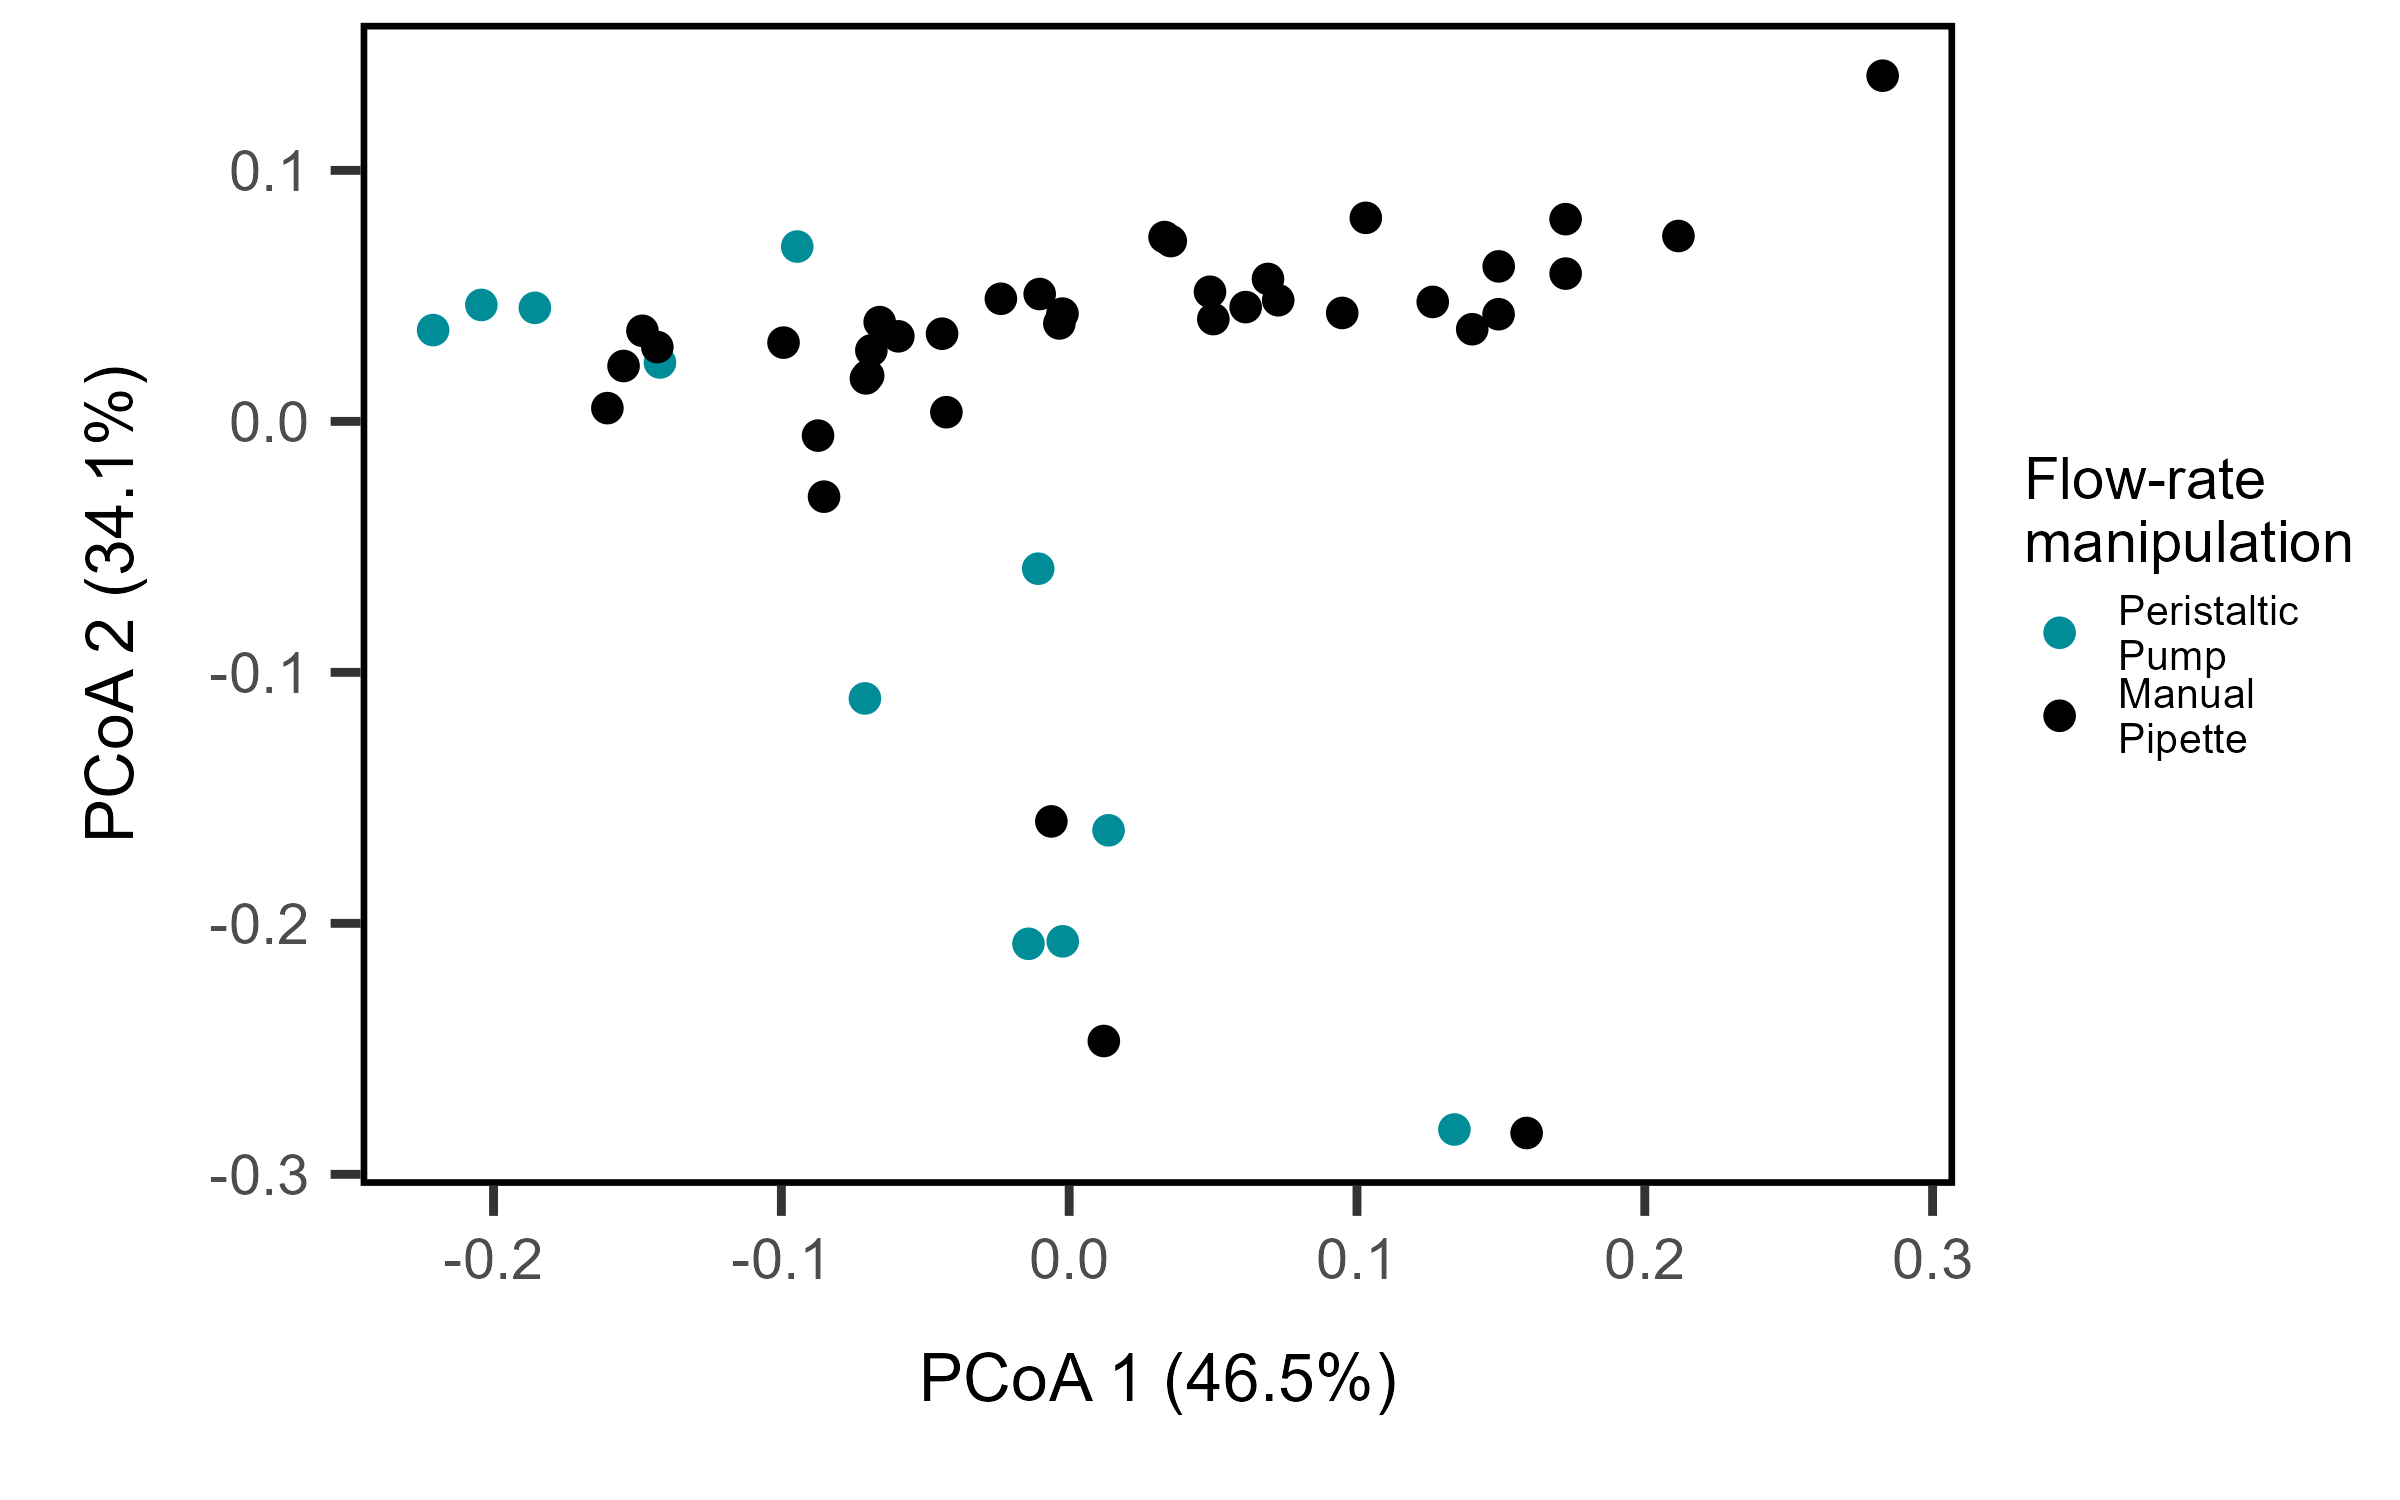 0.1
0.0
-0.1
-0.2
-0.3
PCoA 2 (34.1%)
-0.2
-0.1
0.0
0.1
0.2
0.3
PCoA 1 (46.5%)
Flow-rate
manipulation
Peristaltic
Pump
Manual
Pipette